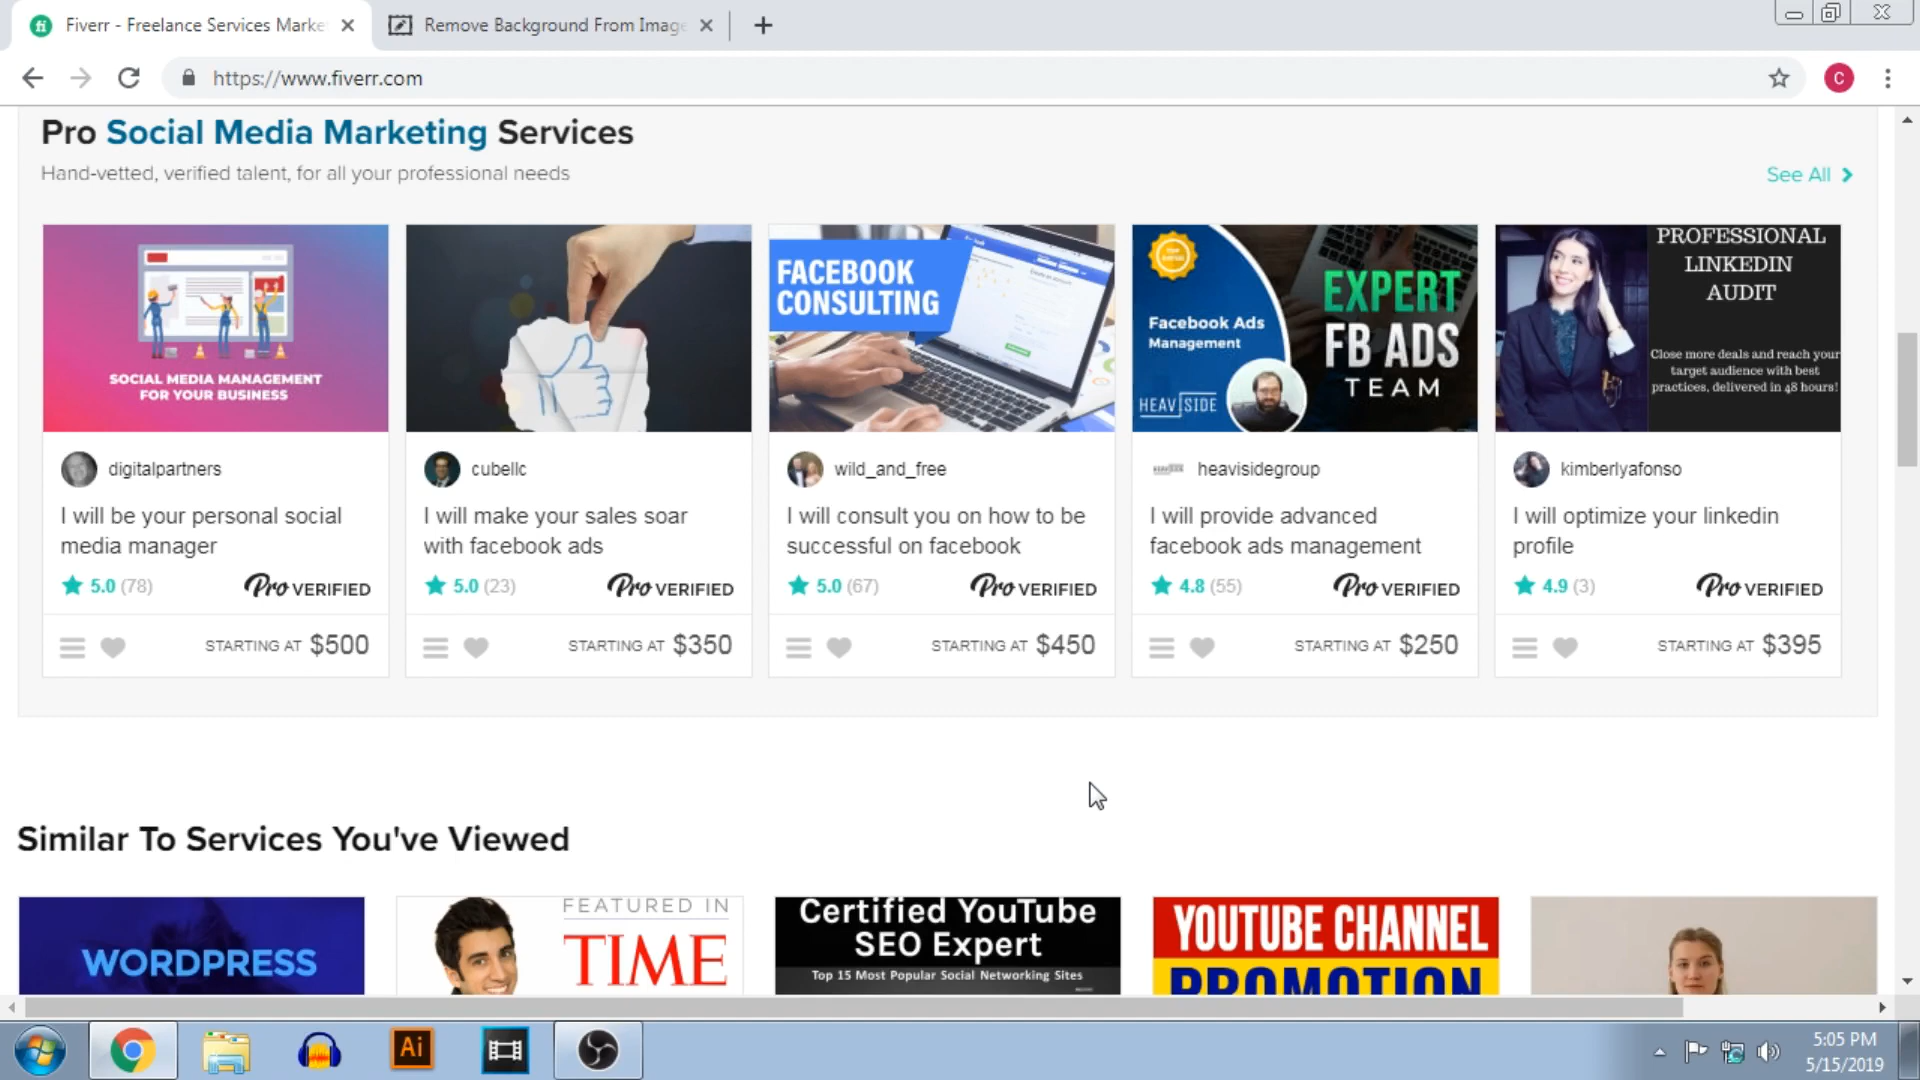 Fiverr - Freelance Services Marke
Remove Background From Image
https://www.fiverr.com
C
Pro Social Media Marketing Services
Hand-vetted, verified talent, for all your professional needs
See All
SOCIAL MEDIA MANAGEMENT
FOR YOUR BUSINESS
digitalpartners
I will be your personal social
media manager
5.0 (78)
Pro VERIFIED
STARTING AT $500
cubellc
I will make your sales soar
with facebook ads
5.0 (23)
Pro VERIFIED
STARTING AT $350
FACEBOOK
CONSULTING
wild_and_free
I will consult you on how to be
successful on facebook
5.0 (67)
Pro VERIFIED
STARTING AT $450
Facebook Ads
Management
HEAVISIDE
EXPERT
FB ADS
TEAM
heavisidegroup
I will provide advanced
facebook ads management
4.8 (55)
Pro VERIFIED
STARTING AT $250
PROFESSIONAL
LINKEDIN
AUDIT
Close more deals and reach your
target audience with best
practices, delivered in 48 hours!
kimberlyafonso
I will optimize your linkedin
profile
4.9 (3)
Pro VERIFIED
STARTING AT $395
Similar To Services You've Viewed
WORDPRESS
FEATURED IN
TIME
Certified YouTube
SEO Expert
Top 15 Most Popular Social Networking Sites
YOUTUBE CHANNEL
PROMOTION
Ai
5:05 PM
5/15/2019